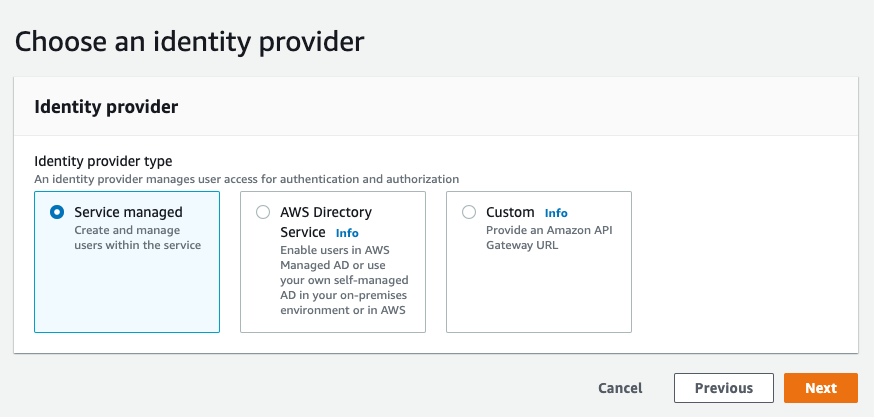 Choose an identity provider
Identity provider
Identity provider type
An identity provider manages user access for authentication and authorization
Service managed
Create and manage
users within the service
AWS Directory
Service Info
Enable users in AWS
Managed AD or use
your own self-managed
AD in your on-premises
environment or in AWS
Custom Info
Provide an Amazon API
Gateway URL
Cancel Previous Next